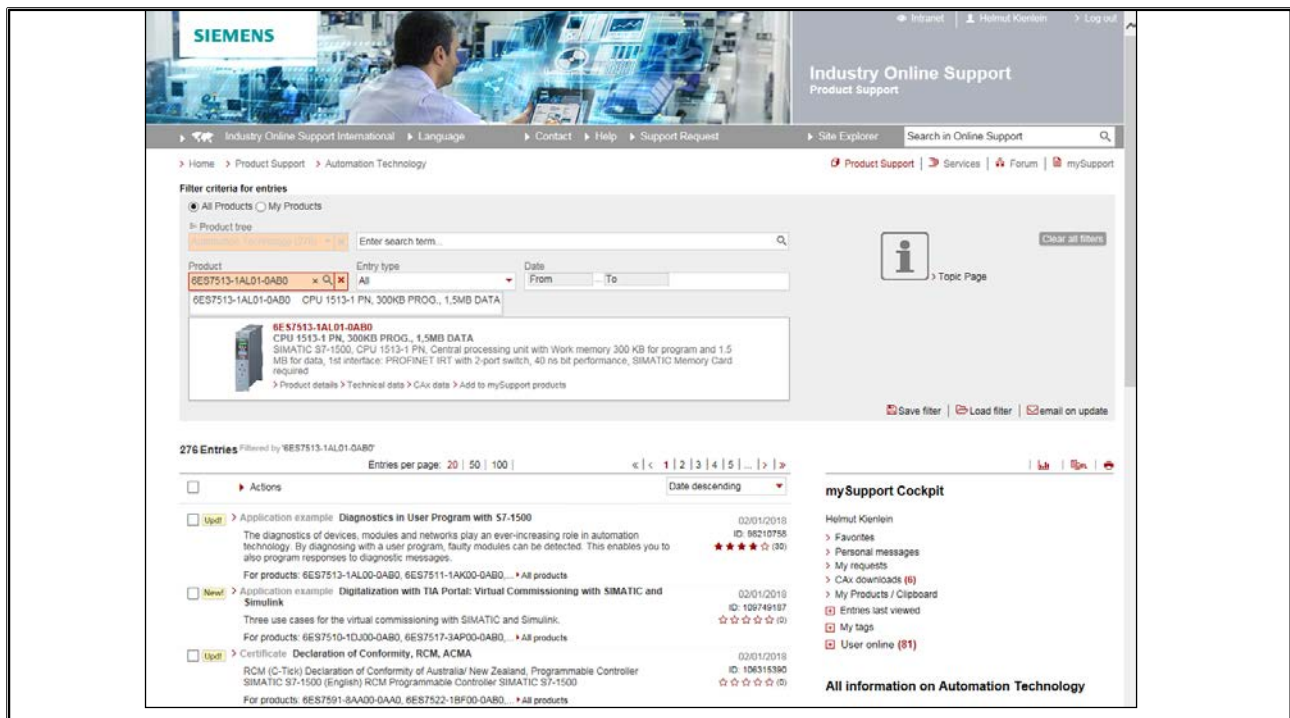 SIEMENS
Intranet | Helmut Kienlein > Log out
Industry Online Support
Product Support
Industry Online Support International Language Contact Help Support Request Site Explorer Search in Online Support
> Home > Product Support > Automation Technology
Product Support | Services | Forum | mySupport
Filter criteria for entries
All Products My Products
Product tree
Automation Technology (276)
Enter search term...
Clear all filters
> Topic Page
Product Entry type Date
6ES7513-1AL01-0AB0 x All From ... To
6ES7513-1AL01-0AB0 CPU 1513-1 PN, 300KB PROG., 1,5MB DATA
6ES7513-1AL01-0AB0
CPU 1513-1 PN, 300KB PROG., 1,5MB DATA
SIMATIC S7-1500, CPU 1513-1 PN, Central processing unit with Work memory 300 KB for program and 1.5
MB for data, 1st interface: PROFINET IRT with 2-port switch, 40 ns bit performance, SIMATIC Memory Card
required
> Product details > Technical data > CAx data > Add to mySupport products
Save filter | Load filter | email on update
276 Entries Filtered by '6ES7513-1AL01-0AB0'
Entries per page: 20 | 50 | 100 | « | < 1 | 2 | 3 | 4 | 5 | ... | > | »
Actions
Date descending
Upd! > Application example Diagnostics in User Program with S7-1500
The diagnostics of devices, modules and networks play an ever-increasing role in automation
technology. By diagnosing with a user program, faulty modules can be detected. This enables you to
also program responses to diagnostic messages.
For products: 6ES7513-1AL00-0AB0, 6ES7511-1AK00-0AB0,... All products
02/01/2018
ID: 98210758
(30)
New! > Application example Digitalization with TIA Portal: Virtual Commissioning with SIMATIC and
Simulink
Three use cases for the virtual commissioning with SIMATIC and Simulink.
For products: 6ES7510-1DJ00-0AB0, 6ES7517-3AP00-0AB0,... All products
02/01/2018
ID: 109749187
(0)
Upd! > Certificate Declaration of Conformity, RCM, ACMA
RCM (C-Tick) Declaration of Conformity of Australia/ New Zealand, Programmable Controller
SIMATIC S7-1500 (English) RCM Programmable Controller SIMATIC S7-1500
For products: 6ES7591-8AA00-0AA0, 6ES7522-1BF00-0AB0,... All products
02/01/2018
ID: 106315390
(0)
mySupport Cockpit
Helmut Kienlein
> Favorites
> Personal messages
> My requests
> CAx downloads (6)
> My Products / Clipboard
Entries last viewed
My tags
User online (81)
All information on Automation Technology